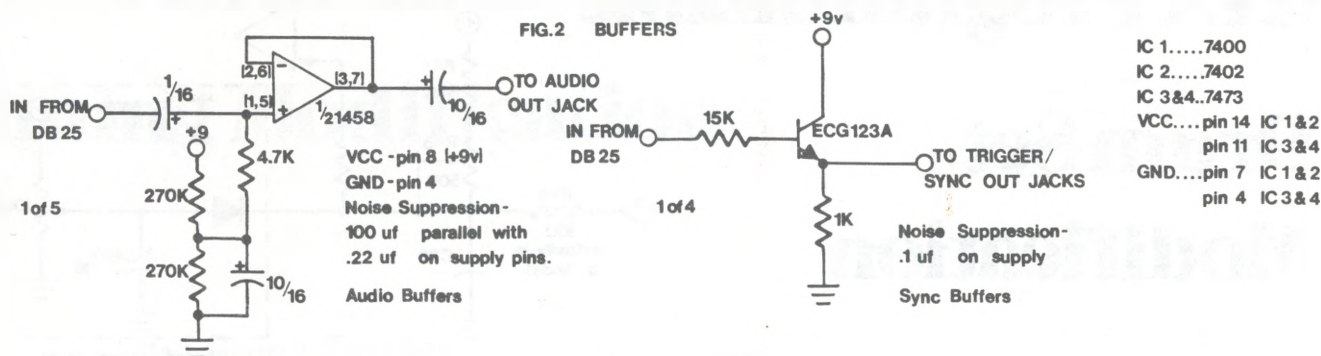 FIG.2 BUFFERS
1/16
IN FROM
DB 25
+9
270K
270K
1 of 5
4.7K
10/16
[2,6]
[1,5]
[3,7]
-
+
1/2 1458
10/16
TO AUDIO
OUT JACK
VCC - pin 8 (+9v)
GND - pin 4
Noise Suppression-
100 uf parallel with
.22 uf on supply pins.
Audio Buffers
+9v
IN FROM
DB 25
15K
ECG123A
TO TRIGGER/
SYNC OUT JACKS
1K
1 of 4
Noise Suppression-
.1 uf on supply
Sync Buffers
IC 1.....7400
IC 2.....7402
IC 3&4..7473
VCC....pin 14 IC 1&2
pin 11 IC 3&4
GND....pin 7 IC 1&2
pin 4 IC 3&4